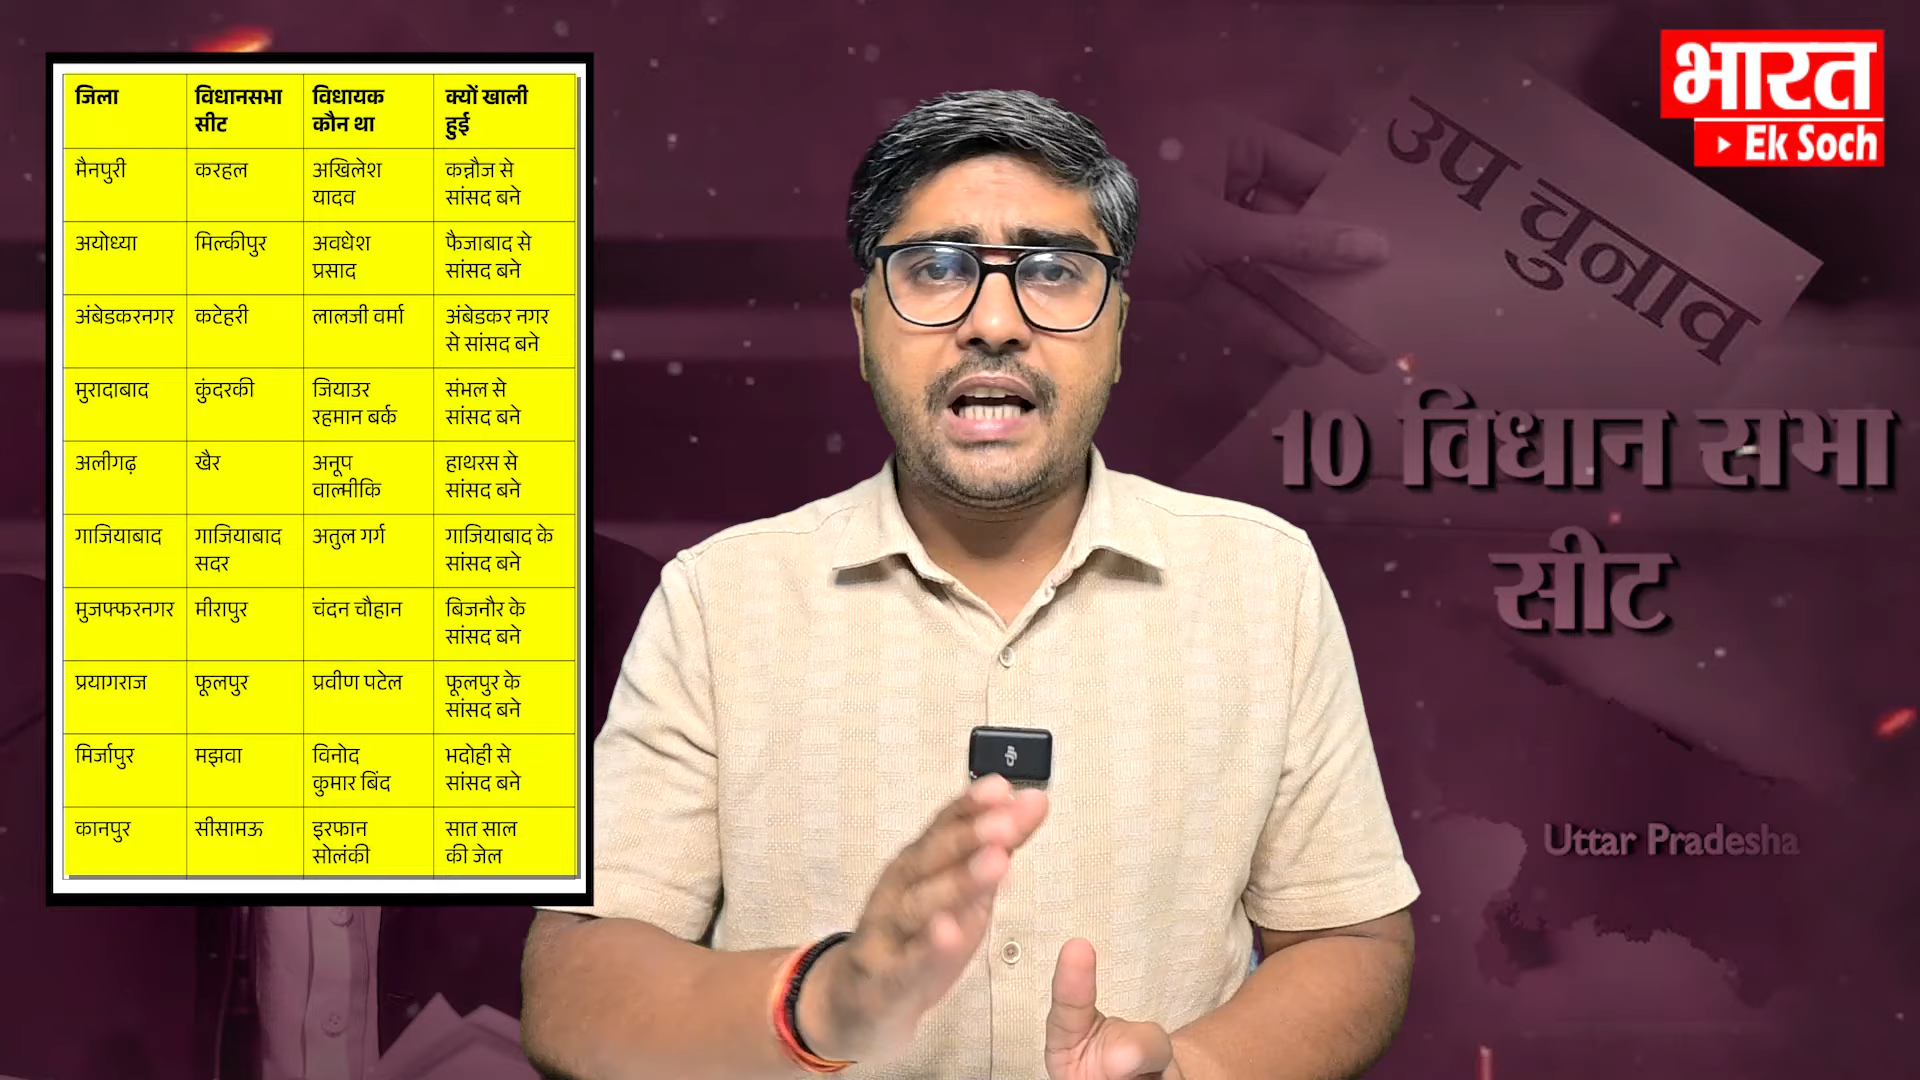 जिला
विधानसभा
सीट
विधायक
कौन था
क्यों खाली
हुई
मैनपुरी
करहल
अखिलेश
यादव
कन्नौज से
सांसद बने
अयोध्या
मिल्कीपुर
अवधेश
प्रसाद
फैजाबाद से
सांसद बने
अंबेडकरनगर
कटेहरी
लालजी वर्मा
अंबेडकर नगर
से सांसद बने
मुरादाबाद
कुंदरकी
जियाउर
रहमान बर्क
संभल से
सांसद बने
अलीगढ़
खैर
अनूप
वाल्मीकि
हाथरस से
सांसद बने
गाजियाबाद
गाजियाबाद
सदर
अतुल गर्ग
गाजियाबाद के
सांसद बने
मुजफ्फरनगर
मीरापुर
चंदन चौहान
बिजनौर के
सांसद बने
प्रयागराज
फूलपुर
प्रवीण पटेल
फूलपुर के
सांसद बने
मिर्जापुर
मझवा
विनोद
कुमार बिंद
भदोही से
सांसद बने
कानपुर
सीसामऊ
इरफान
सोलंकी
सात साल
की जेल
भारत
Ek Soch
उप चुनाव
10 विधान सभा
सीट
Uttar Pradesha